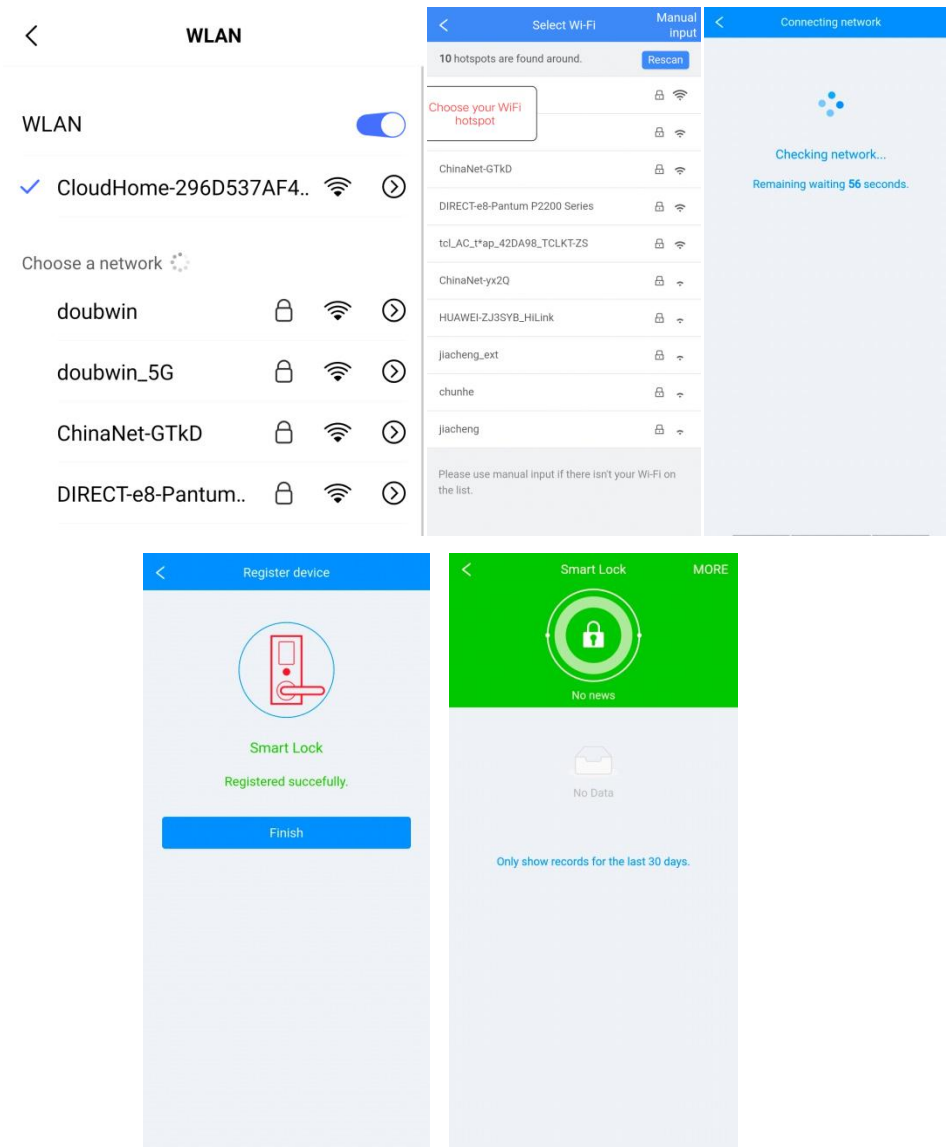 WLAN
WLAN
CloudHome-296D537AF4..
Choose a network
doubwin
doubwin_5G
ChinaNet-GTkD
DIRECT-e8-Pantum..
Select Wi-Fi
Manual
input
10 hotspots are found around.
Rescan
Choose your WiFi
hotspot
ChinaNet-GTkD
DIRECT-e8-Pantum P2200 Series
tcl_AC_t*ap_42DA98_TCLKT-ZS
ChinaNet-yx2Q
HUAWEI-ZJ3SYB_HiLink
jiacheng_ext
chunhe
jiacheng
Please use manual input if there isn't your Wi-Fi on
the list.
Connecting network
Checking network...
Remaining waiting 56 seconds.
Register device
Smart Lock
Registered succefully.
Finish
Smart Lock
MORE
No news
No Data
Only show records for the last 30 days.